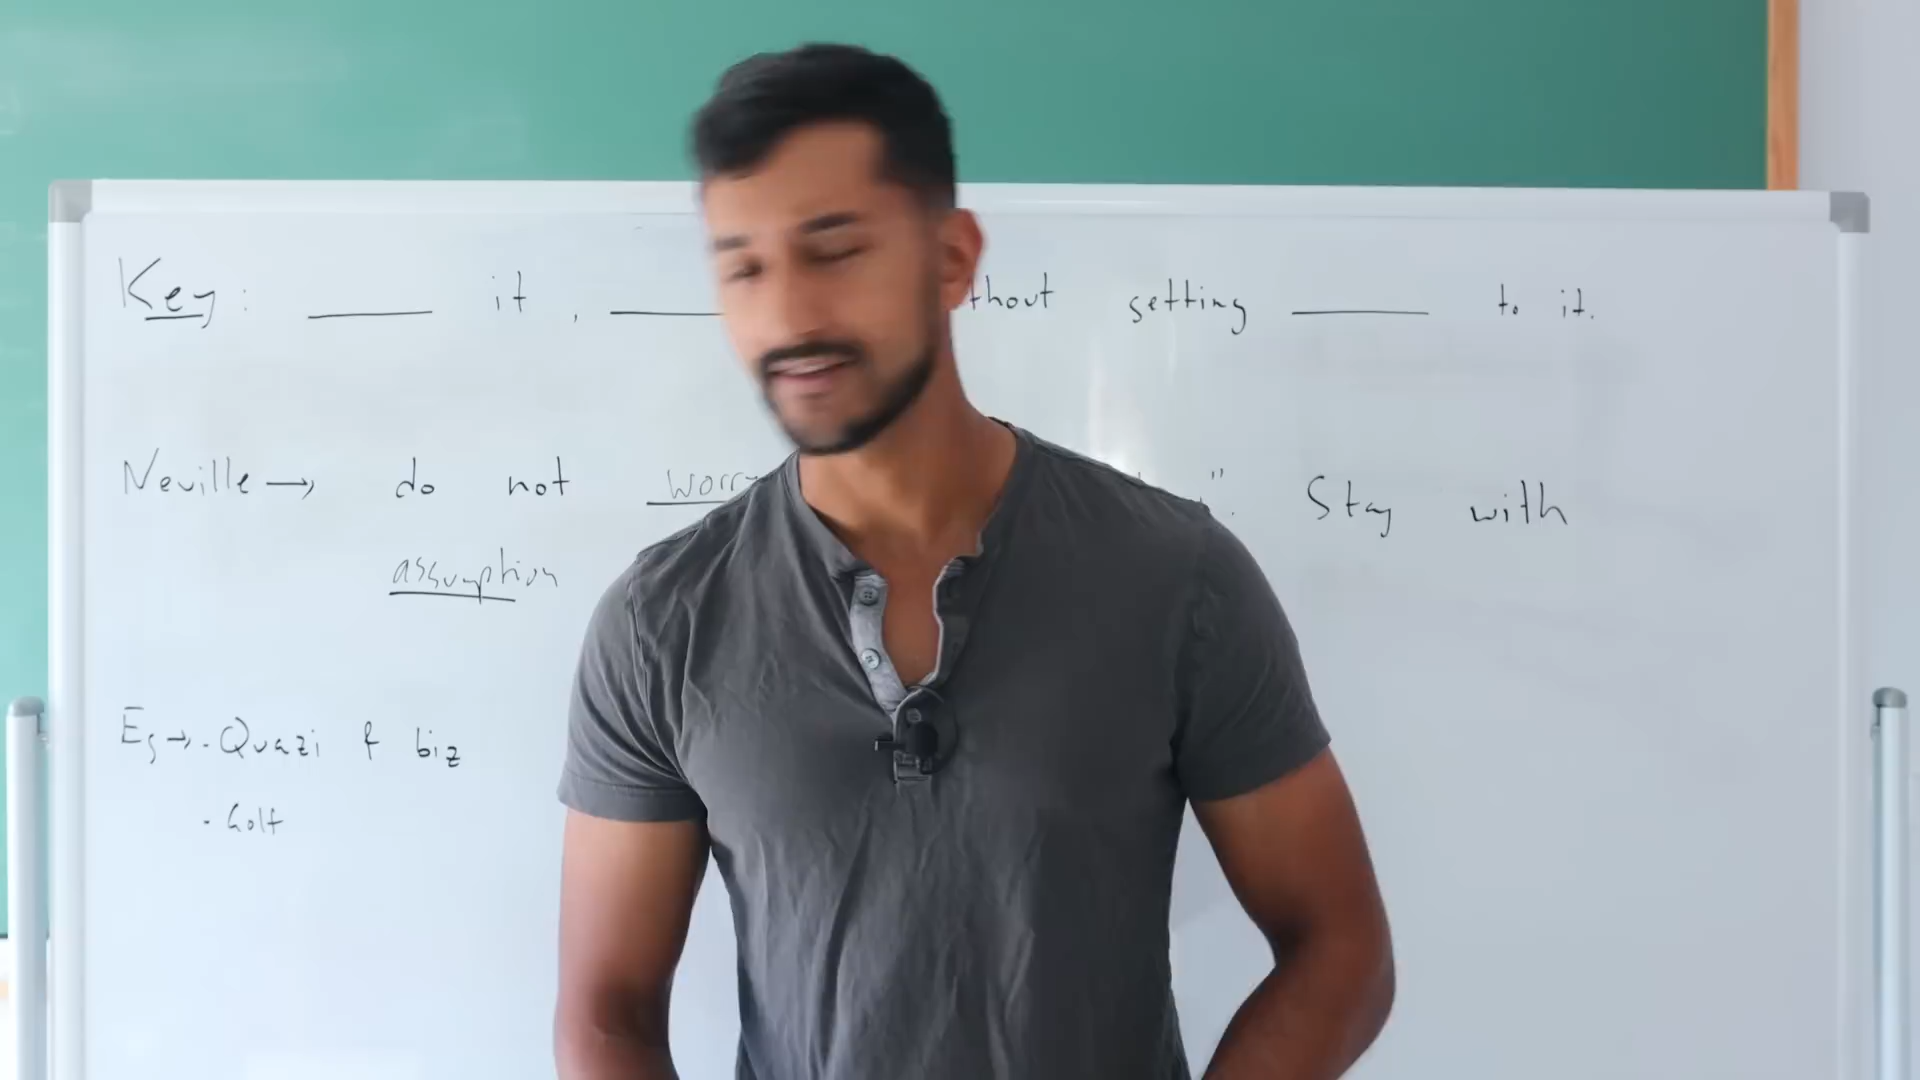 Key: ____ it, ____ thout setting ____ to it.
Neville → do not worry ". Stay with
assumption
Eg → . Quazi & biz
. Golf